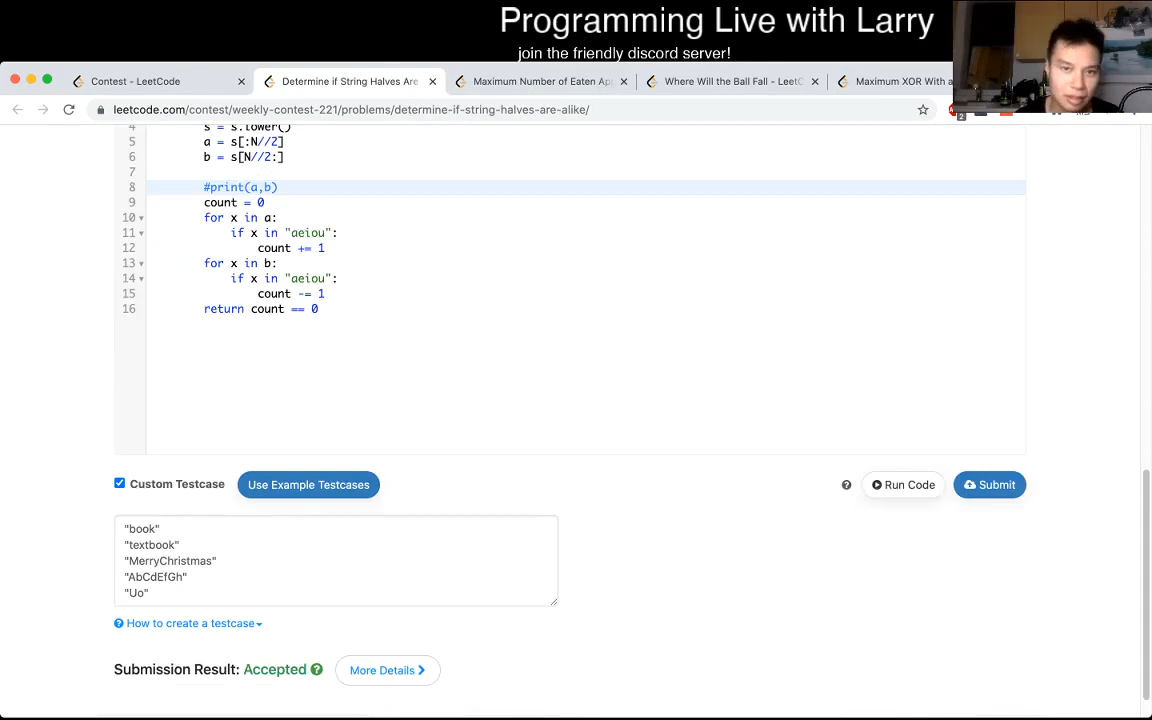 Programming Live with Larry
join the friendly discord server!
Contest - LeetCode
Determine if String Halves Are
Maximum Number of Eaten Ap
Where Will the Ball Fall - LeetC
Maximum XOR With a
leetcode.com/contest/weekly-contest-221/problems/determine-if-string-halves-are-alike/
2
4 s = s.lower()
5 a = s[:N//2]
6 b = s[N//2:]
7
8 #print(a,b)
9 count = 0
10 for x in a:
11 if x in "aeiou":
12 count += 1
13 for x in b:
14 if x in "aeiou":
15 count -= 1
16 return count == 0
Custom Testcase Use Example Testcases ? Run Code Submit
"book"
"textbook"
"MerryChristmas"
"AbCdEfGh"
"Uo"
? How to create a testcase
Submission Result: Accepted ? More Details